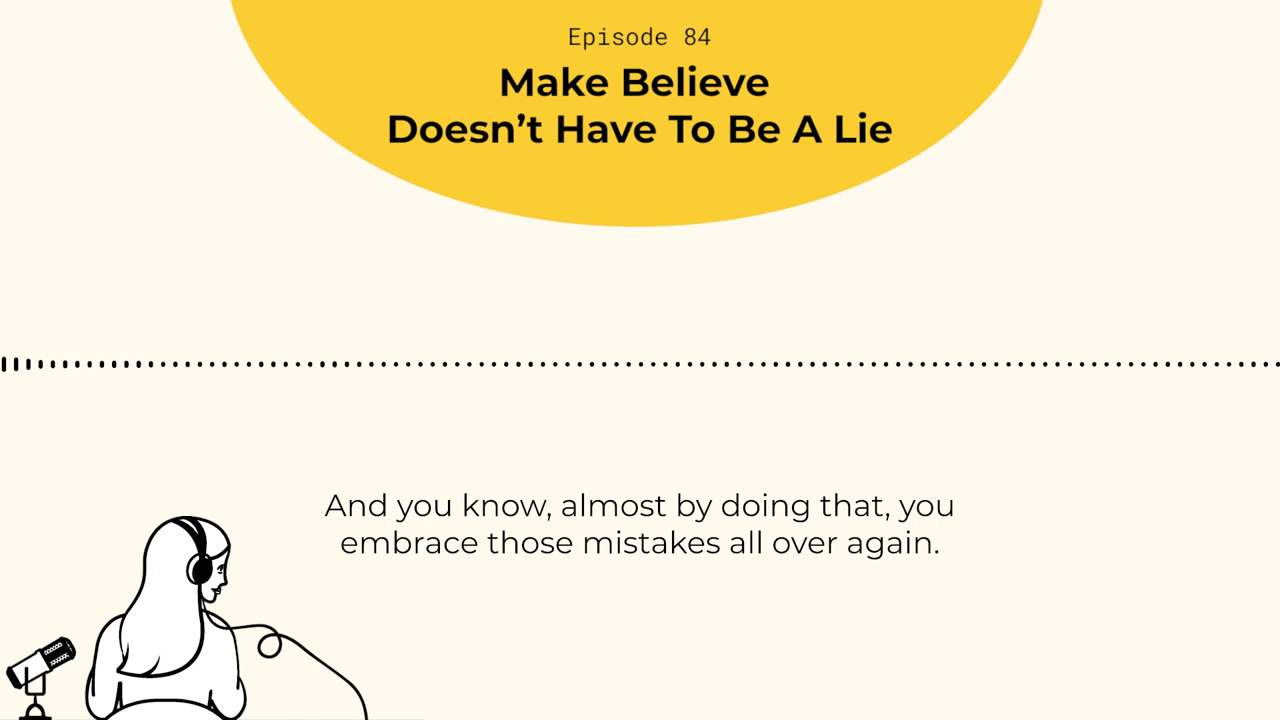 Episode 84
Make Believe
Doesn’t Have To Be A Lie
And you know, almost by doing that, you
embrace those mistakes all over again.